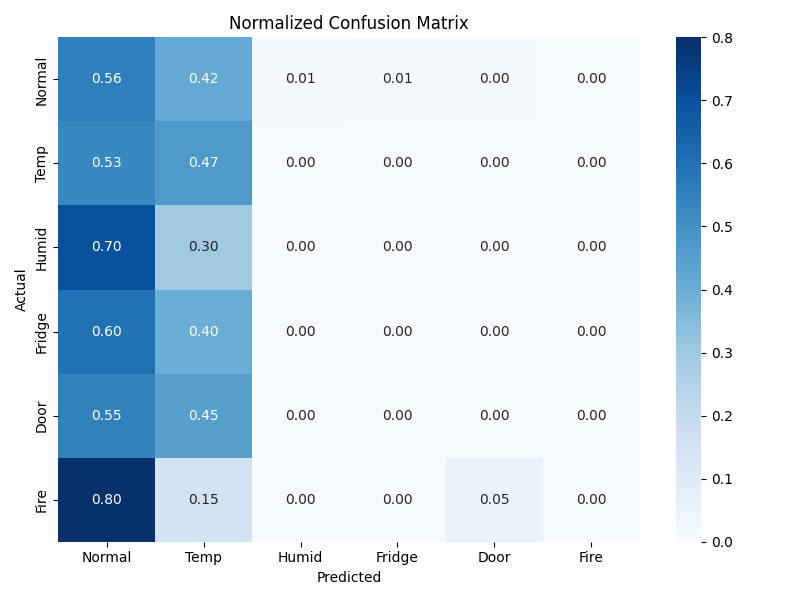 Normalized Confusion Matrix
Actual
Normal 0.56 0.42 0.01 0.01 0.00 0.00
Temp 0.53 0.47 0.00 0.00 0.00 0.00
Humid 0.70 0.30 0.00 0.00 0.00 0.00
Fridge 0.60 0.40 0.00 0.00 0.00 0.00
Door 0.55 0.45 0.00 0.00 0.00 0.00
Fire 0.80 0.15 0.00 0.00 0.05 0.00
Normal Temp Humid Fridge Door Fire
Predicted
0.8
0.7
0.6
0.5
0.4
0.3
0.2
0.1
0.0